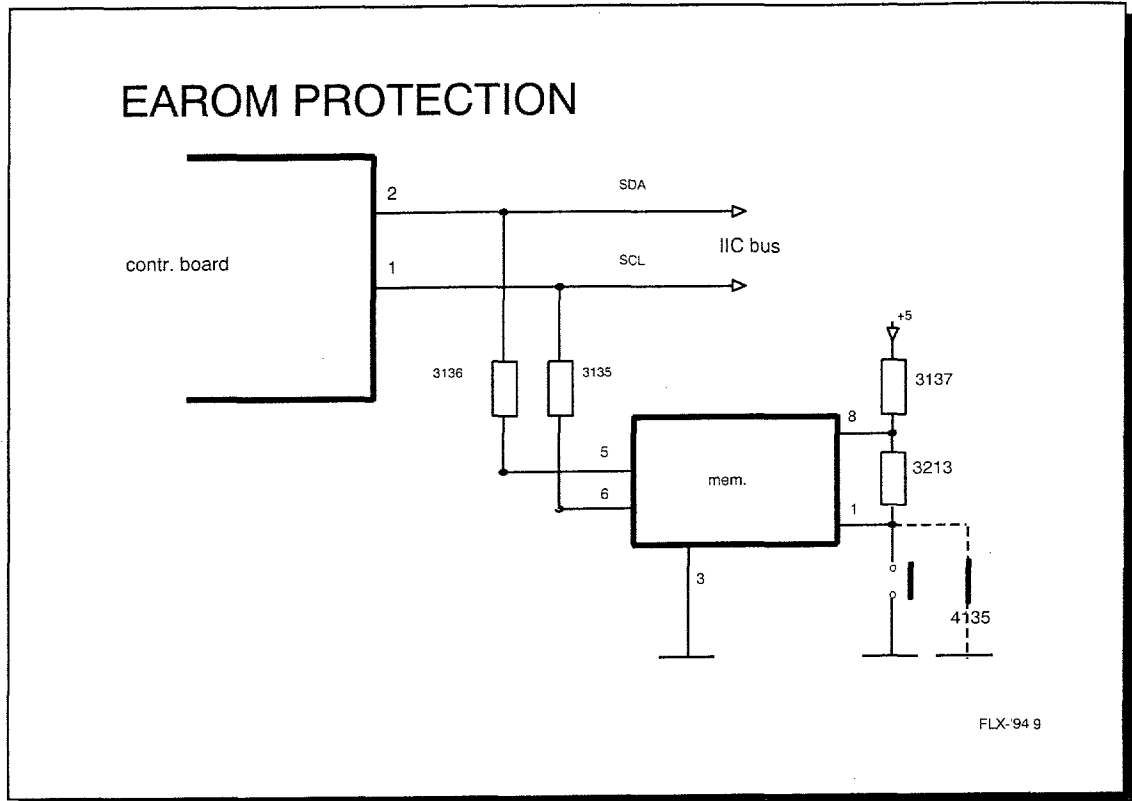 EAROM PROTECTION
2
SDA
contr. board
1
SCL
IIC bus
+5
3136
3135
3137
8
5
3213
6
mem.
1
3
4135
FLX-'94 9